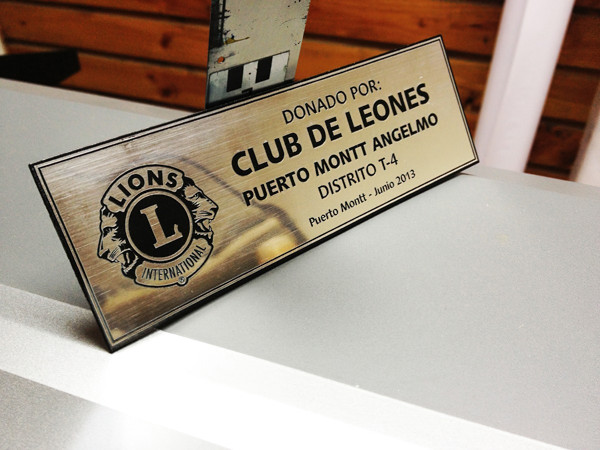 DONADO POR:
CLUB DE LEONES
PUERTO MONTT ANGELMO
DISTRITO T-4
Puerto Montt - Junio 2013
LIONS
L
INTERNATIONAL
®